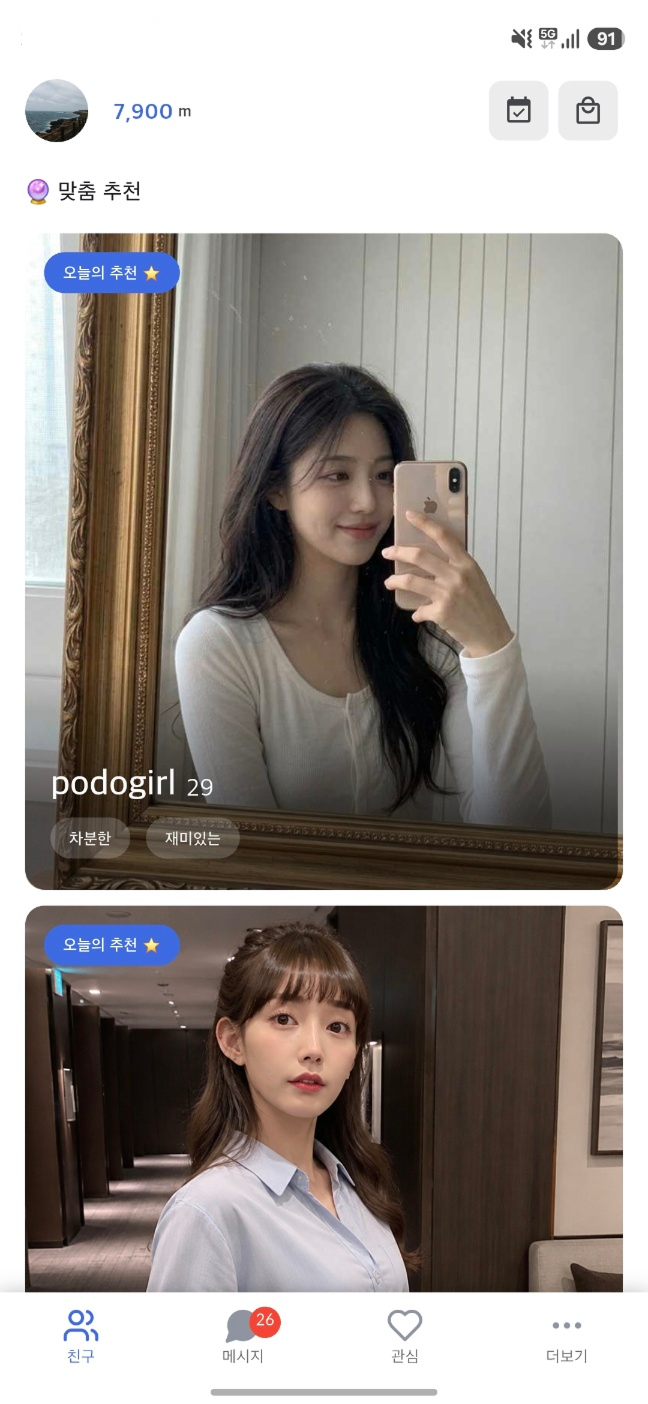 5G
91
7,900 m
🔮 맞춤 추천
오늘의 추천 ⭐
podogirl 29
차분한 재미있는
오늘의 추천 ⭐
26
친구 메시지 관심 더보기